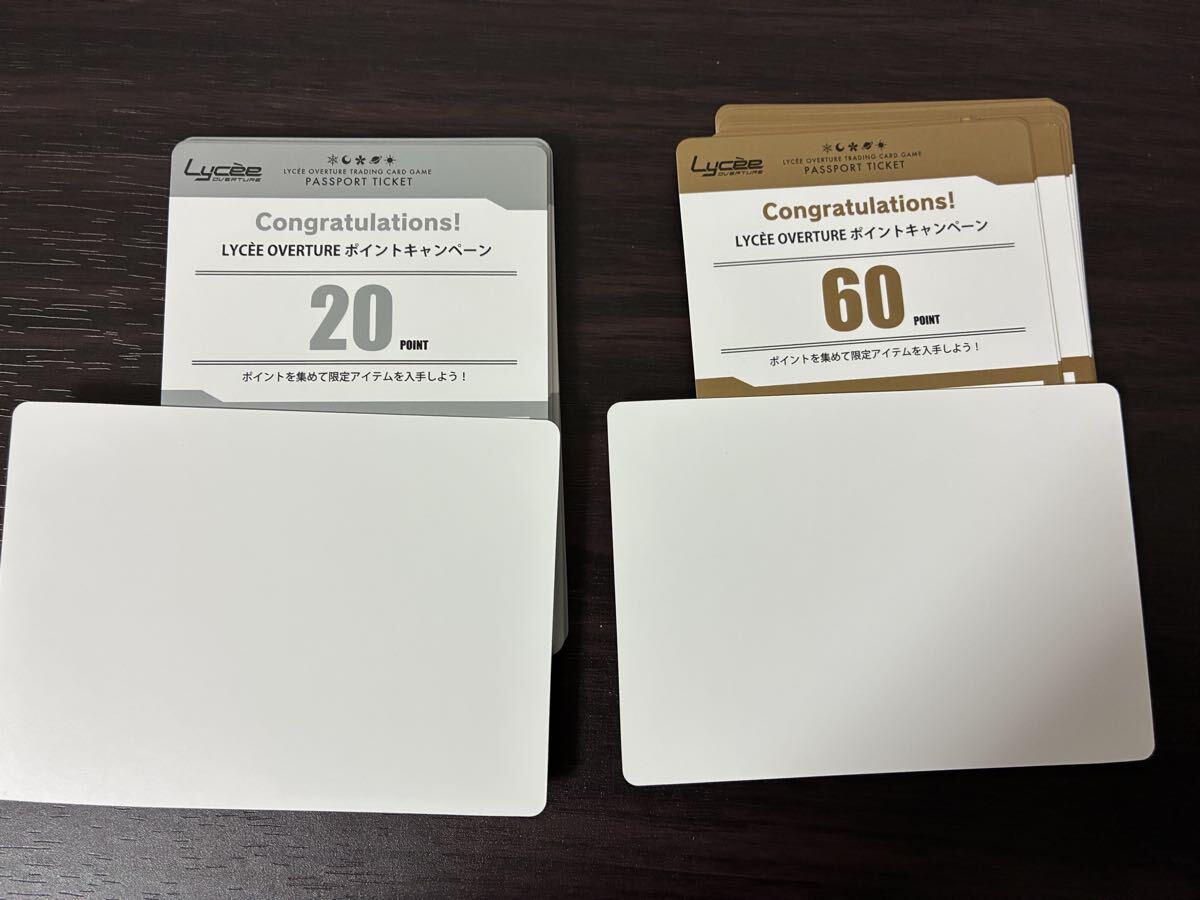 Lycèe
OVERTURE
LYCÈE OVERTURE TRADING CARD GAME
PASSPORT TICKET
Congratulations!
LYCÈE OVERTURE ポイントキャンペーン
20 POINT
ポイントを集めて限定アイテムを入手しよう!
Lycèe
OVERTURE
LYCÈE OVERTURE TRADING CARD GAME
PASSPORT TICKET
Congratulations!
LYCÈE OVERTURE ポイントキャンペーン
60 POINT
ポイントを集めて限定アイテムを入手しよう!